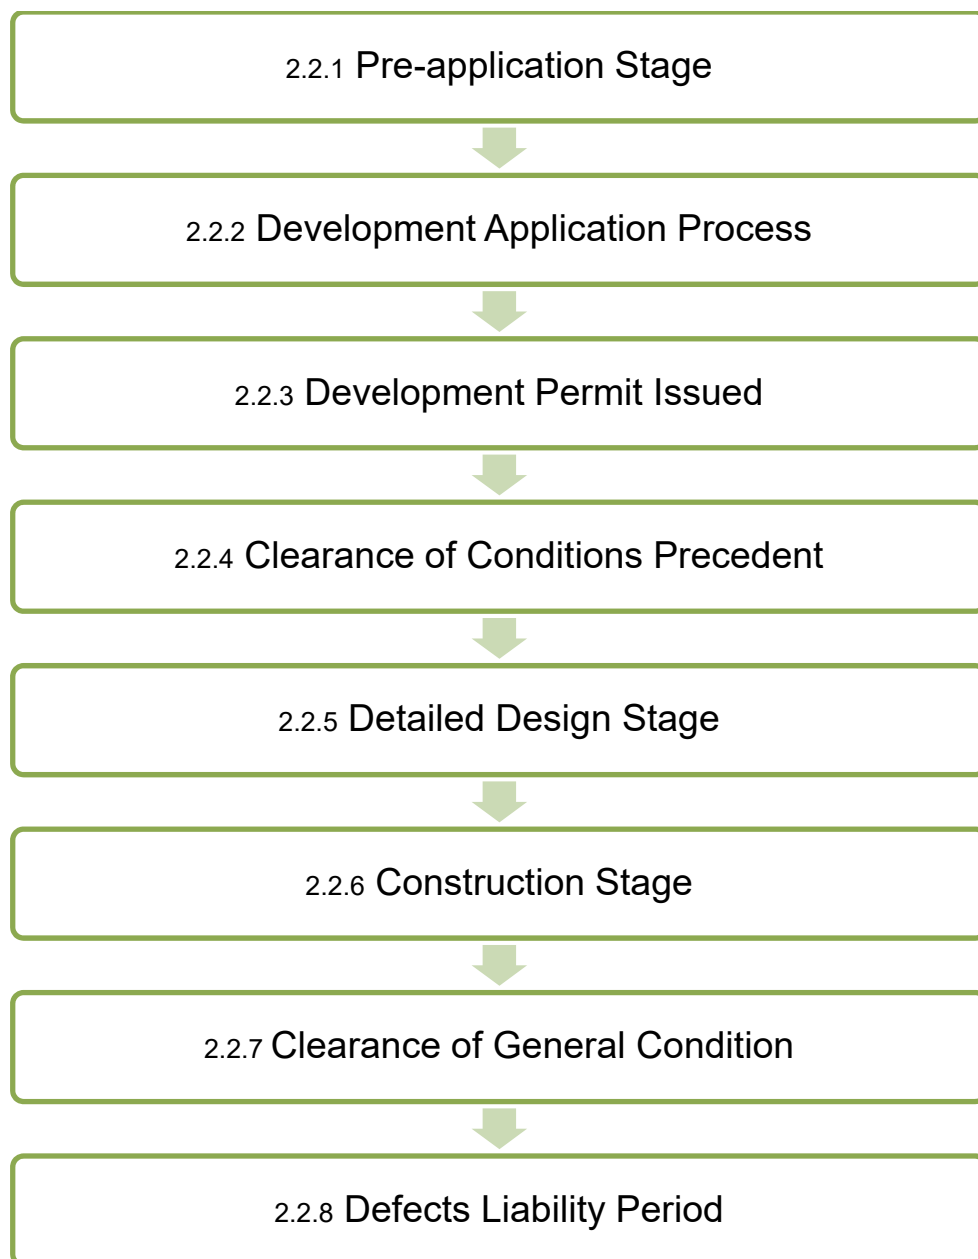 2.2.1 Pre-application Stage
2.2.2 Development Application Process
2.2.3 Development Permit Issued
2.2.4 Clearance of Conditions Precedent
2.2.5 Detailed Design Stage
2.2.6 Construction Stage
2.2.7 Clearance of General Condition
2.2.8 Defects Liability Period